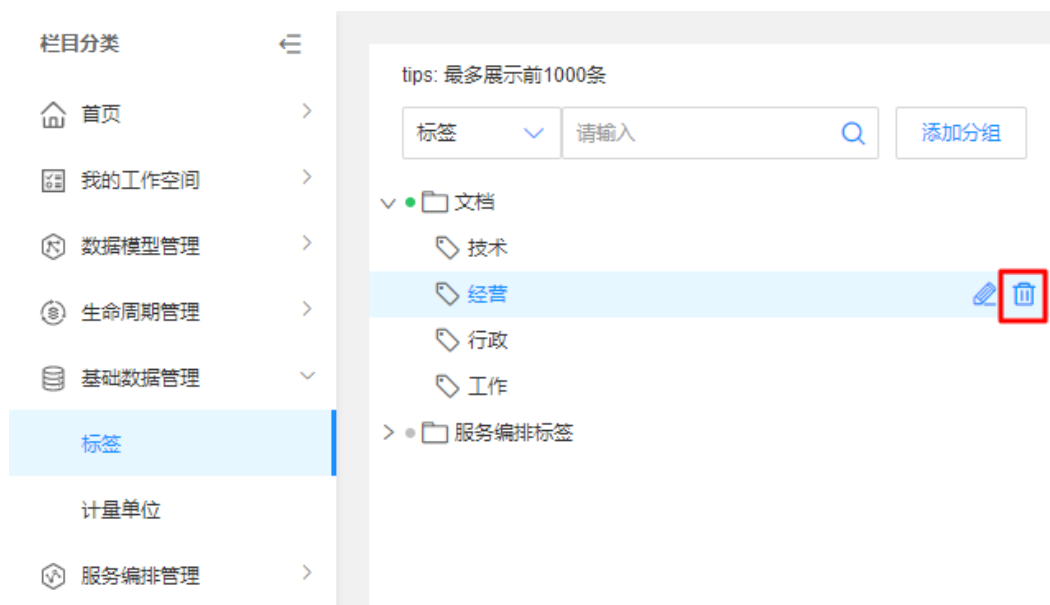 栏目分类
首页
我的工作空间
数据模型管理
生命周期管理
基础数据管理
标签
计量单位
服务编排管理
tips: 最多展示前1000条
标签 请输入 添加分组
文档
技术
经营
行政
工作
服务编排标签